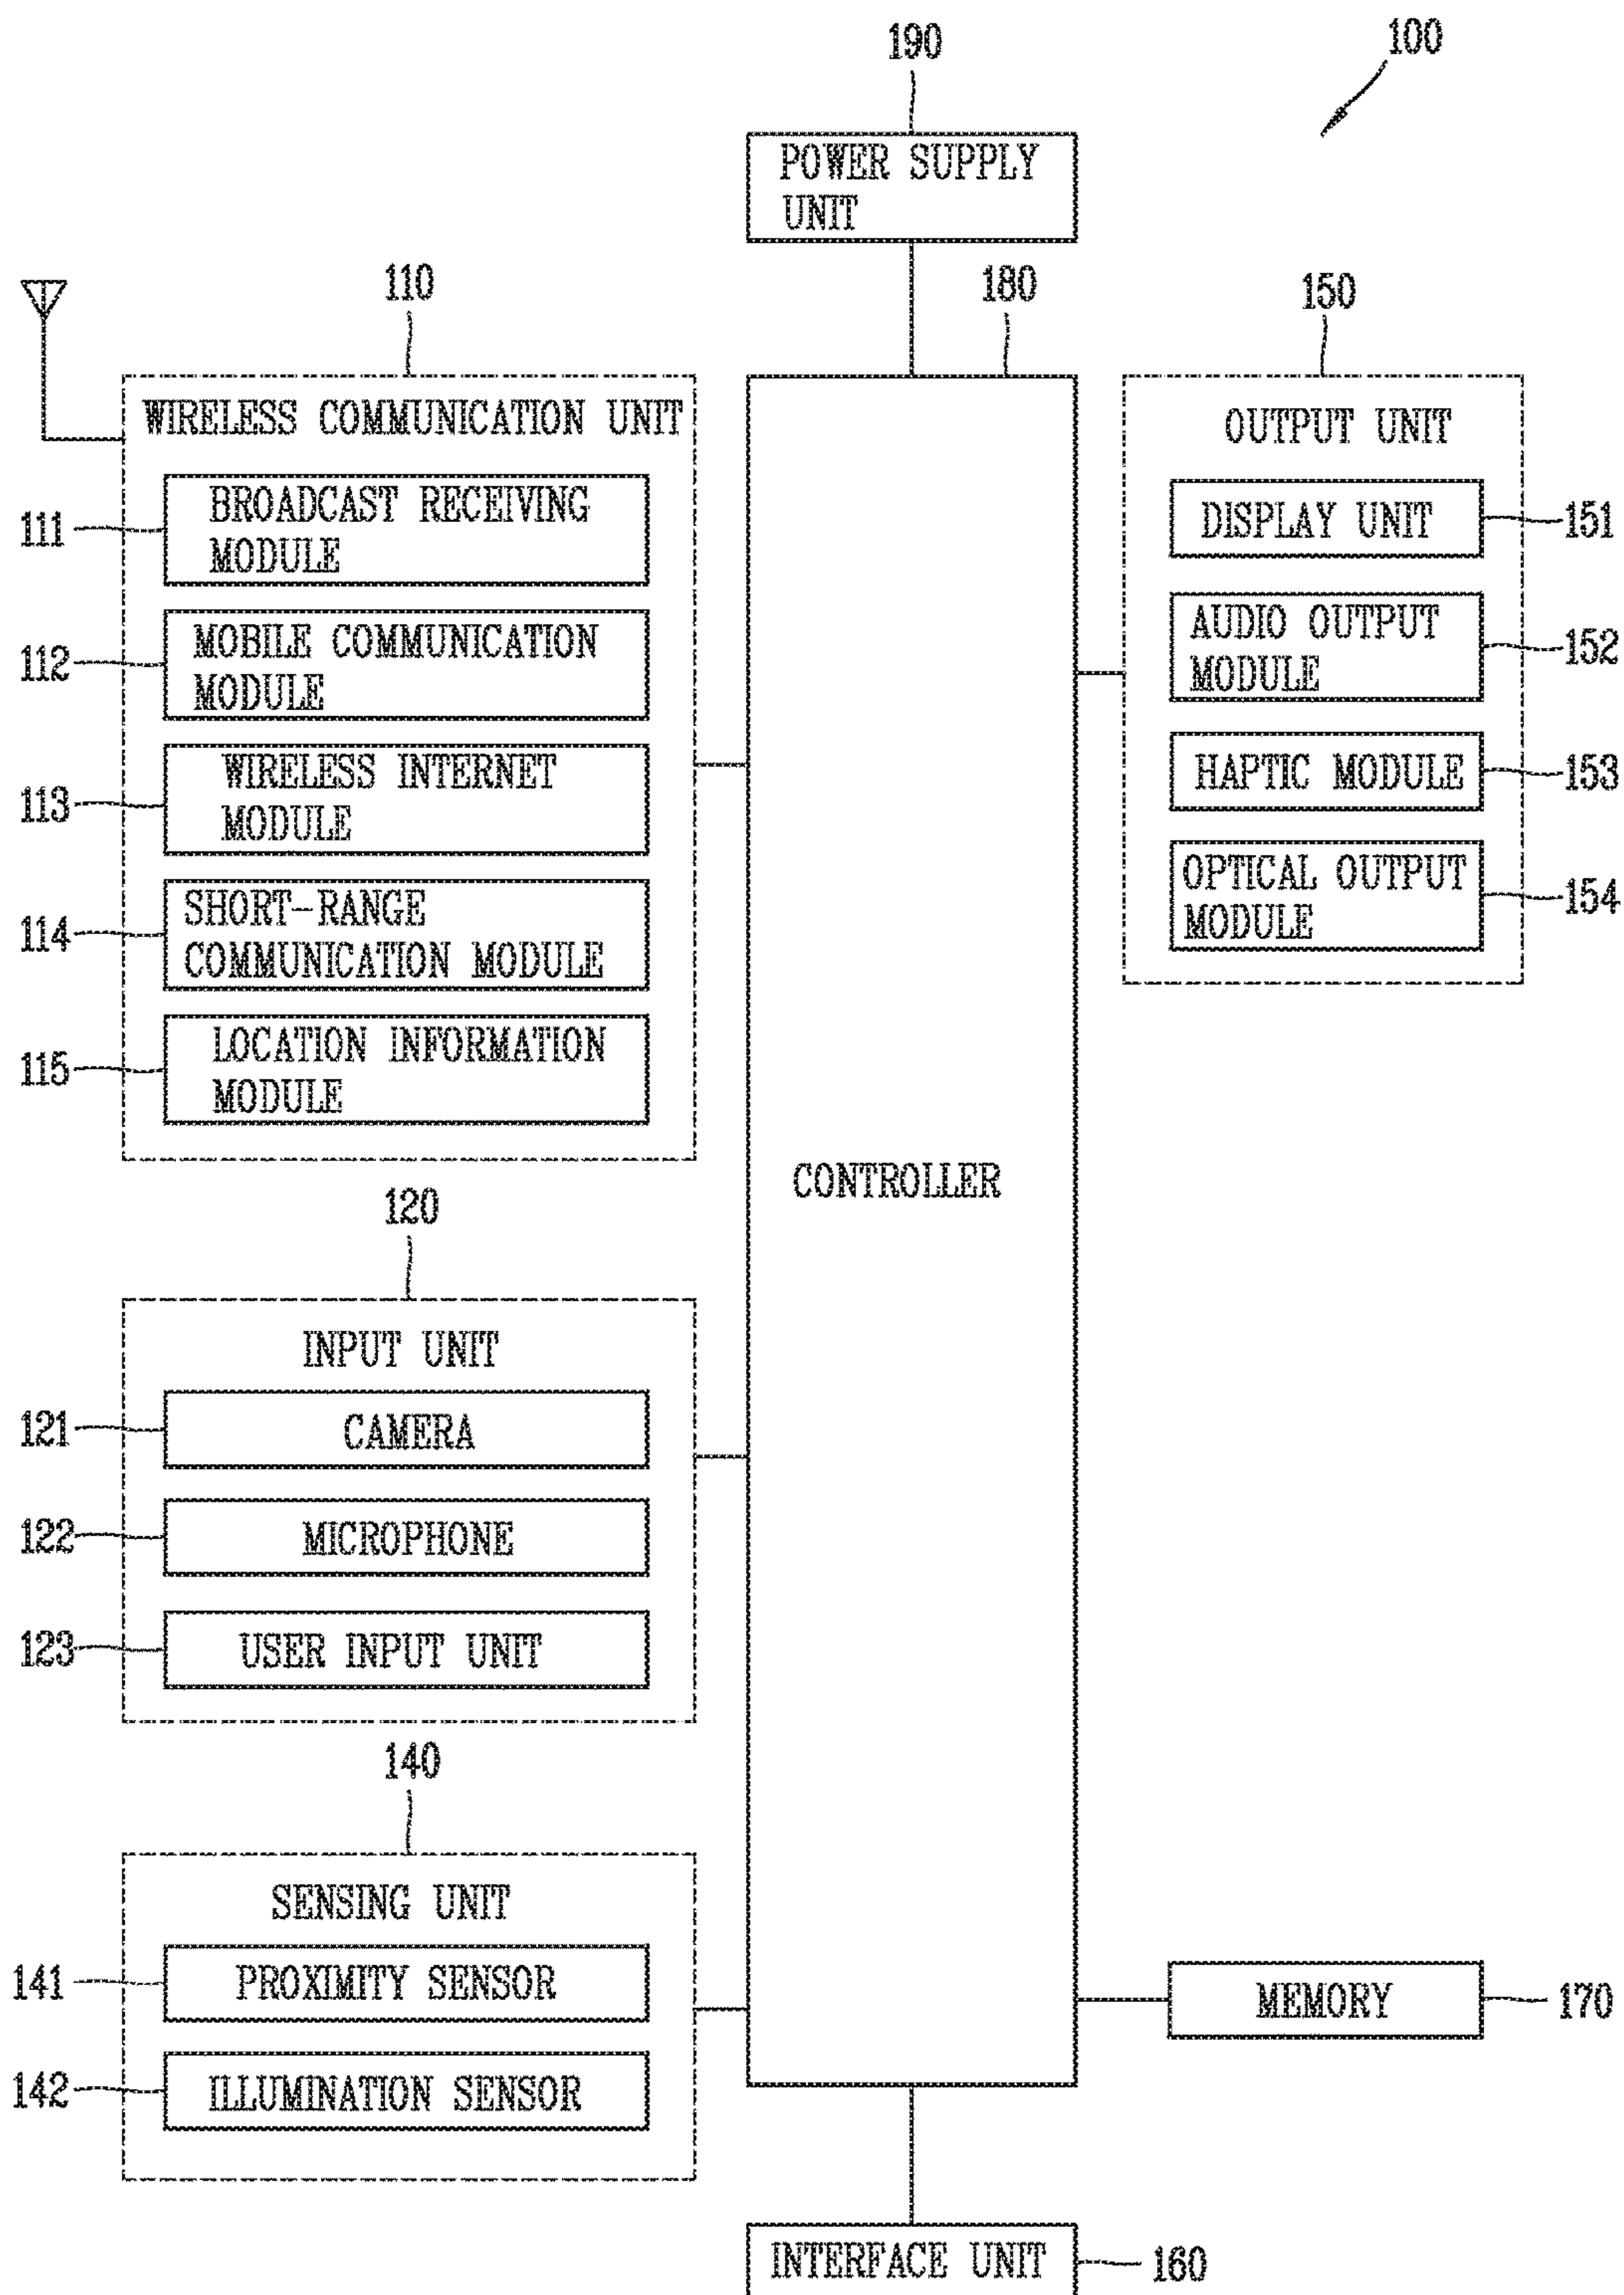 190
100
POWER SUPPLY
UNIT
110
180
150
WIRELESS COMMUNICATION UNIT
111
BROADCAST RECEIVING
MODULE
112
MOBILE COMMUNICATION
MODULE
113
WIRELESS INTERNET
MODULE
114
SHORT-RANGE
COMMUNICATION MODULE
115
LOCATION INFORMATION
MODULE
OUTPUT UNIT
DISPLAY UNIT
151
AUDIO OUTPUT
MODULE
152
HAPTIC MODULE
153
OPTICAL OUTPUT
MODULE
154
CONTROLLER
120
INPUT UNIT
121
CAMERA
122
MICROPHONE
123
USER INPUT UNIT
140
SENSING UNIT
141
PROXIMITY SENSOR
142
ILLUMINATION SENSOR
MEMORY
170
INTERFACE UNIT
160